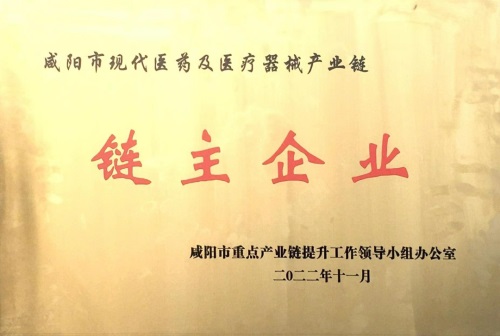 咸阳市现代医药及医疗器械产业链
链主企业
咸阳市重点产业链提升工作领导小组办公室
二〇二二年十一月